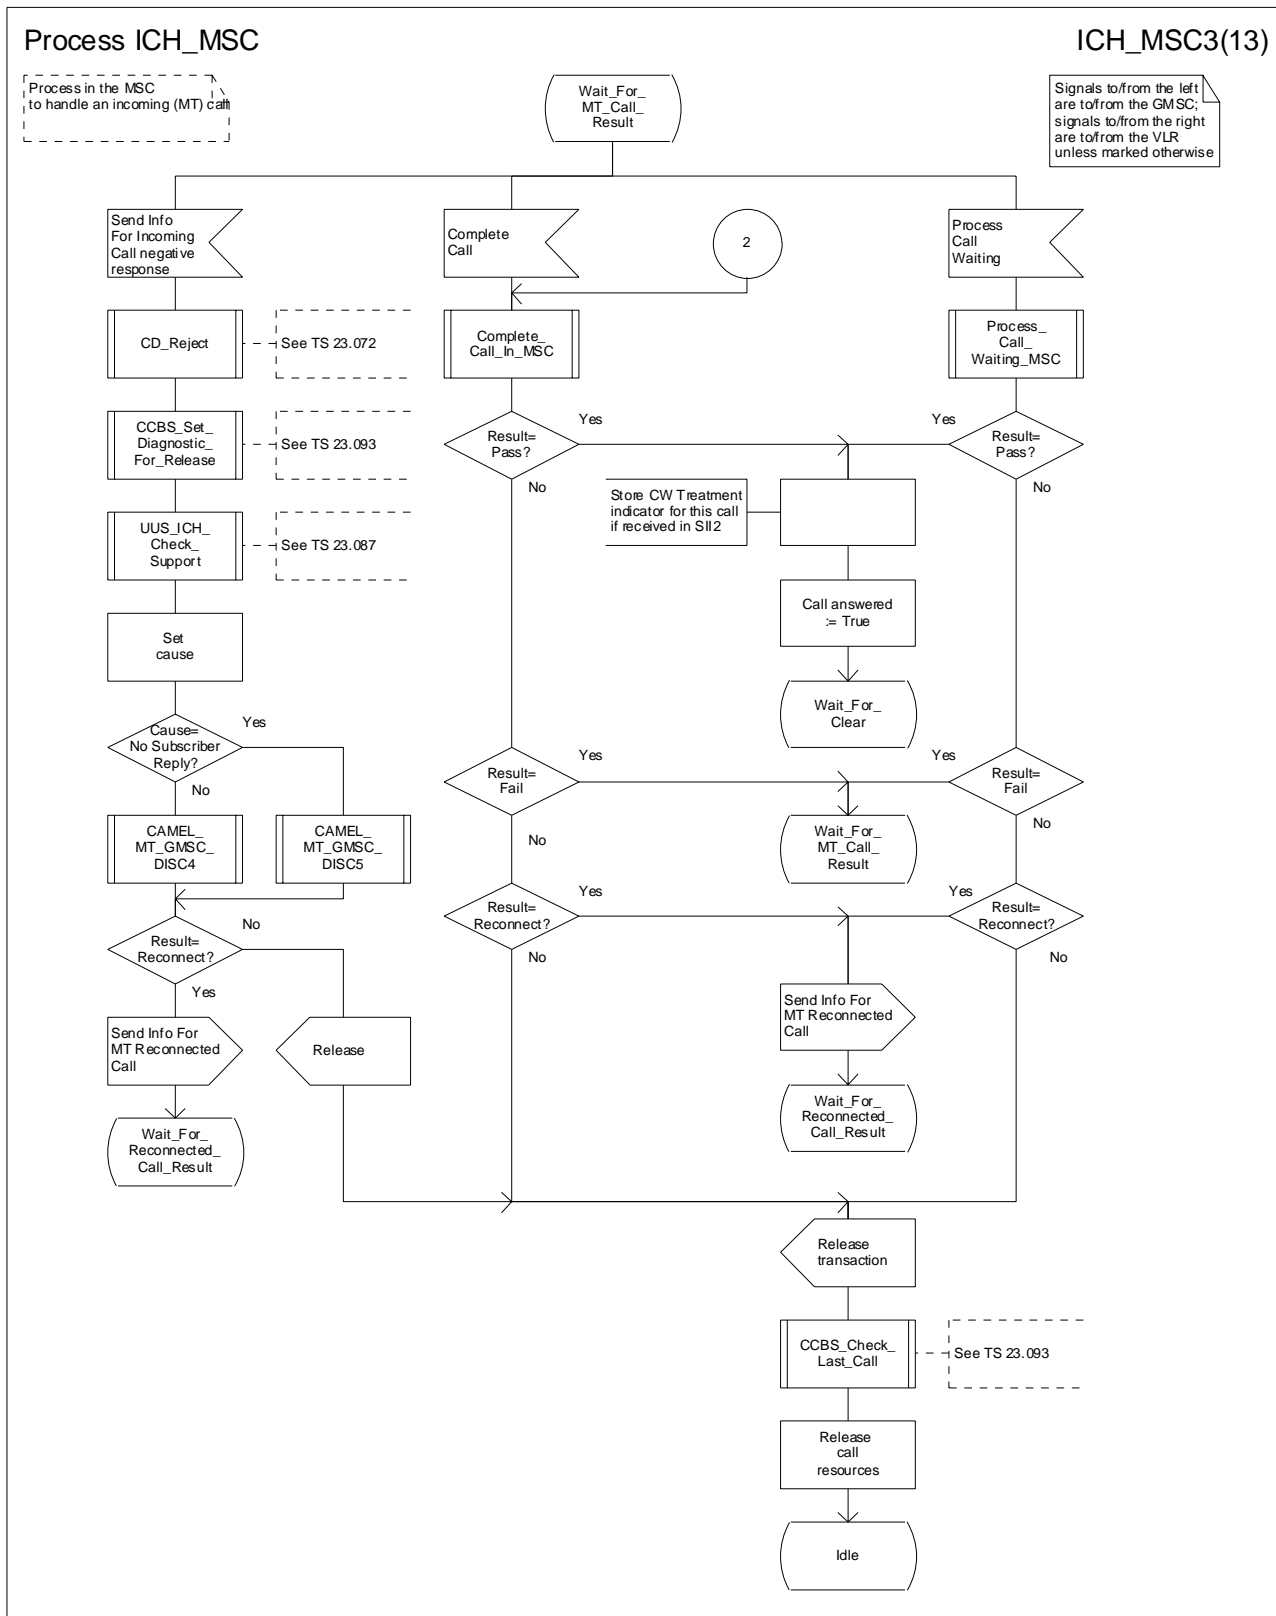 Process ICH_MSC
ICH_MSC3(13)
Process in the MSC
to handle an incoming (MT) call
Wait_For_
MT_Call_
Result
Signals to/from the left
are to/from the GMSC;
signals to/from the right
are to/from the VLR
unless marked otherwise
Send Info
For Incoming
Call negative
response
Complete
Call
2
Process
Call
Waiting
CD_Reject
See TS 23.072
Complete_
Call_In_MSC
Process_
Call_
Waiting_MSC
CCBS_Set_
Diagnostic_
For_Release
See TS 23.093
Result=
Pass?
Yes
No
Yes
Result=
Pass?
No
UUS_ICH_
Check_
Support
See TS 23.087
Store CW Treatment
indicator for this call
if received in SII2
Set
cause
Call answered
:= True
Wait_For_
Clear
Cause=
No Subscriber
Reply?
Yes
No
Result=
Fail
Yes
No
Yes
Result=
Fail
No
CAMEL_
MT_GMSC_
DISC4
CAMEL_
MT_GMSC_
DISC5
Wait_For_
MT_Call_
Result
Result=
Reconnect?
No
Yes
Result=
Reconnect?
Yes
No
Yes
Result=
Reconnect?
No
Send Info For
MT Reconnected
Call
Release
Send Info For
MT Reconnected
Call
Wait_For_
Reconnected_
Call_Result
Wait_For_
Reconnected_
Call_Result
Release
transaction
CCBS_Check_
Last_Call
See TS 23.093
Release
call
resources
Idle